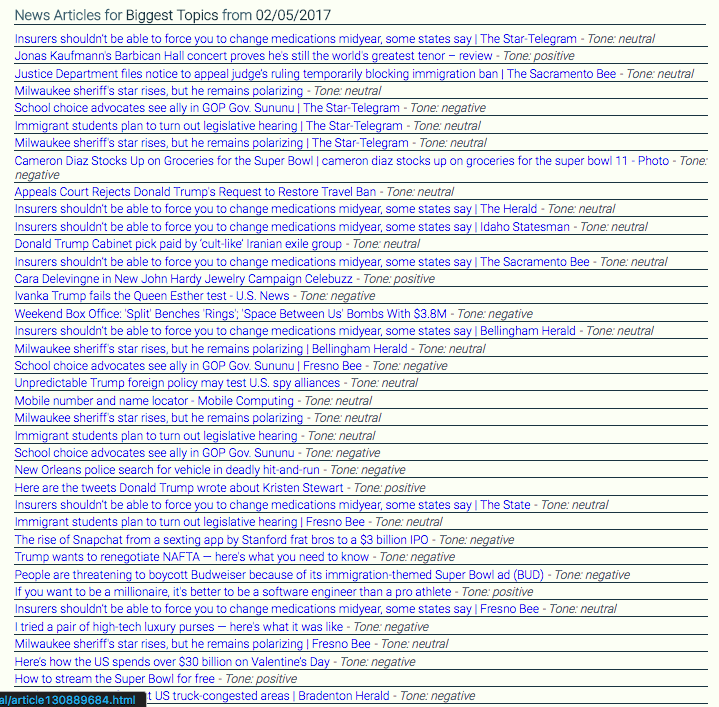 News Articles for Biggest Topics from 02/05/2017
Insurers shouldn't be able to force you to change medications midyear, some states say | The Star-Telegram - Tone: neutral
Jonas Kaufmann's Barbican Hall concert proves he's still the world's greatest tenor – review - Tone: positive
Justice Department files notice to appeal judge's ruling temporarily blocking immigration ban | The Sacramento Bee - Tone: neutral
Milwaukee sheriff's star rises, but he remains polarizing - Tone: neutral
School choice advocates see ally in GOP Gov. Sununu | The Star-Telegram - Tone: negative
Immigrant students plan to turn out legislative hearing | The Star-Telegram - Tone: neutral
Milwaukee sheriff's star rises, but he remains polarizing | The Star-Telegram - Tone: neutral
Cameron Diaz Stocks Up on Groceries for the Super Bowl | cameron diaz stocks up on groceries for the super bowl 11 - Photo - Tone:
negative
Appeals Court Rejects Donald Trump's Request to Restore Travel Ban - Tone: neutral
Insurers shouldn't be able to force you to change medications midyear, some states say | The Herald - Tone: neutral
Insurers shouldn't be able to force you to change medications midyear, some states say | Idaho Statesman - Tone: neutral
Donald Trump Cabinet pick paid by 'cult-like' Iranian exile group - Tone: neutral
Insurers shouldn't be able to force you to change medications midyear, some states say | The Sacramento Bee - Tone: neutral
Cara Delevingne in New John Hardy Jewelry Campaign Celebuzz - Tone: positive
Ivanka Trump fails the Queen Esther test - U.S. News - Tone: negative
Weekend Box Office: 'Split' Benches 'Rings'; 'Space Between Us' Bombs With $3.8M - Tone: negative
Insurers shouldn't be able to force you to change medications midyear, some states say | Bellingham Herald - Tone: neutral
Milwaukee sheriff's star rises, but he remains polarizing | Bellingham Herald - Tone: neutral
School choice advocates see ally in GOP Gov. Sununu | Fresno Bee - Tone: negative
Unpredictable Trump foreign policy may test U.S. spy alliances - Tone: neutral
Mobile number and name locator - Mobile Computing - Tone: neutral
Milwaukee sheriff's star rises, but he remains polarizing - Tone: neutral
Immigrant students plan to turn out legislative hearing - Tone: neutral
School choice advocates see ally in GOP Gov. Sununu - Tone: negative
New Orleans police search for vehicle in deadly hit-and-run - Tone: negative
Here are the tweets Donald Trump wrote about Kristen Stewart - Tone: positive
Insurers shouldn't be able to force you to change medications midyear, some states say | The State - Tone: neutral
Immigrant students plan to turn out legislative hearing | Fresno Bee - Tone: neutral
The rise of Snapchat from a sexting app by Stanford frat bros to a $3 billion IPO - Tone: negative
Trump wants to renegotiate NAFTA — here's what you need to know - Tone: negative
People are threatening to boycott Budweiser because of its immigration-themed Super Bowl ad (BUD) - Tone: negative
If you want to be a millionaire, it's better to be a software engineer than a pro athlete - Tone: positive
Insurers shouldn't be able to force you to change medications midyear, some states say | Fresno Bee - Tone: neutral
I tried a pair of high-tech luxury purses — here's what it was like - Tone: negative
Milwaukee sheriff's star rises, but he remains polarizing | Fresno Bee - Tone: neutral
Here's how the US spends over $30 billion on Valentine's Day - Tone: negative
How to stream the Super Bowl for free - Tone: positive
al/article130889684.html st US truck-congested areas | Bradenton Herald - Tone: negative